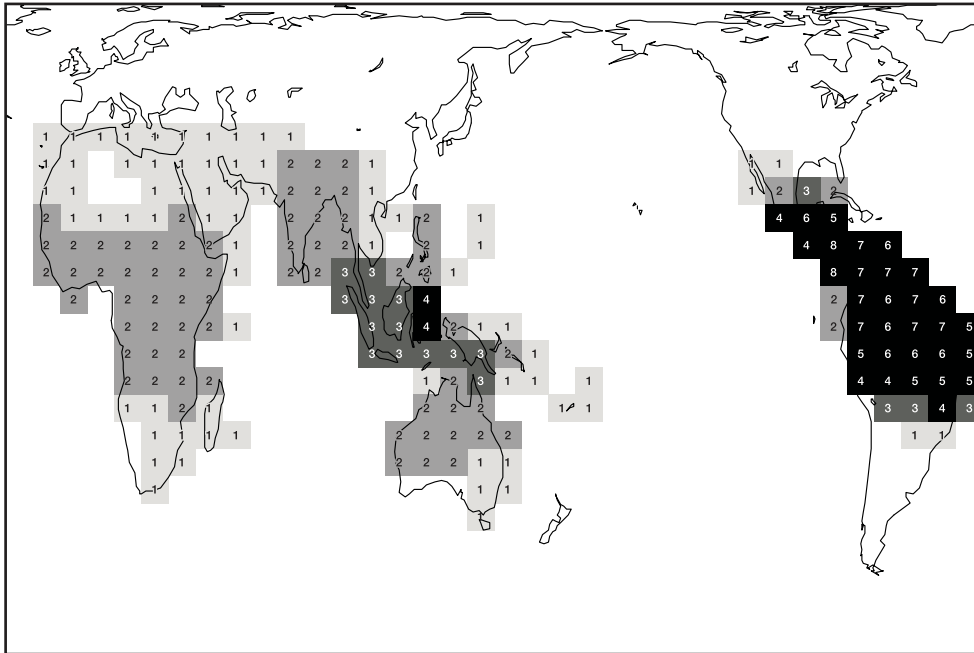 1 1 1 1 1 1 1 1 1 1
1 1 1 1 1 1 1 1 2 2 2 1 1 1
1 1 1 1 1 1 1 2 2 2 1 1 2 3 2
2 1 1 1 1 2 1 1 2 2 2 1 1 2 1 4 6 5
2 2 2 2 2 2 2 1 2 2 2 1 2 1 4 8 7 6
2 2 2 2 2 2 2 1 2 2 3 3 2 2 1 8 7 7 7
2 2 2 2 2 3 3 3 4 2 7 6 7 6
2 2 2 2 1 3 3 4 2 1 1 2 7 6 7 7 5
2 2 2 3 3 3 3 3 2 1 5 6 6 6 5
2 2 2 2 1 2 3 1 1 1 4 4 5 5 5
1 1 2 1 2 2 2 1 1 3 3 4 3
1 1 1 1 2 2 2 2 2 1 1
1 1 2 2 2 1 1
1 1 1
1